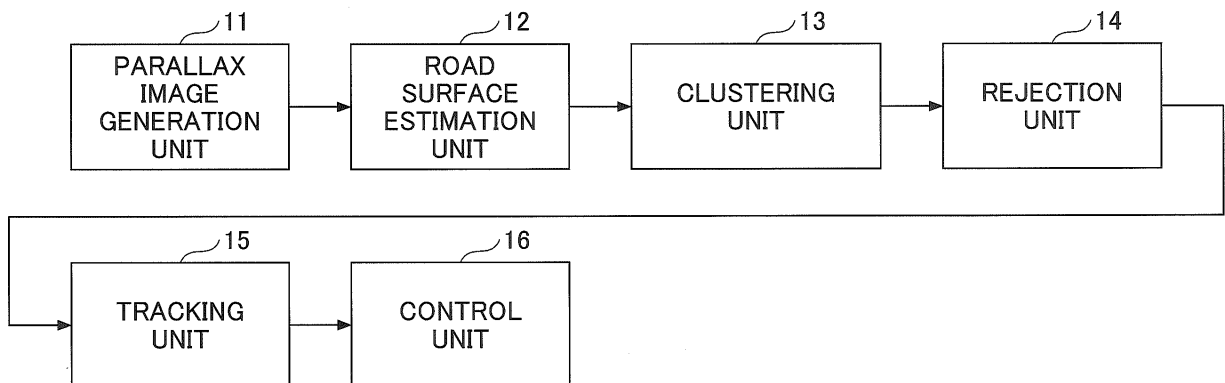 11
12
13
14
PARALLAX
IMAGE
GENERATION
UNIT
ROAD
SURFACE
ESTIMATION
UNIT
CLUSTERING
UNIT
REJECTION
UNIT
15
16
TRACKING
UNIT
CONTROL
UNIT